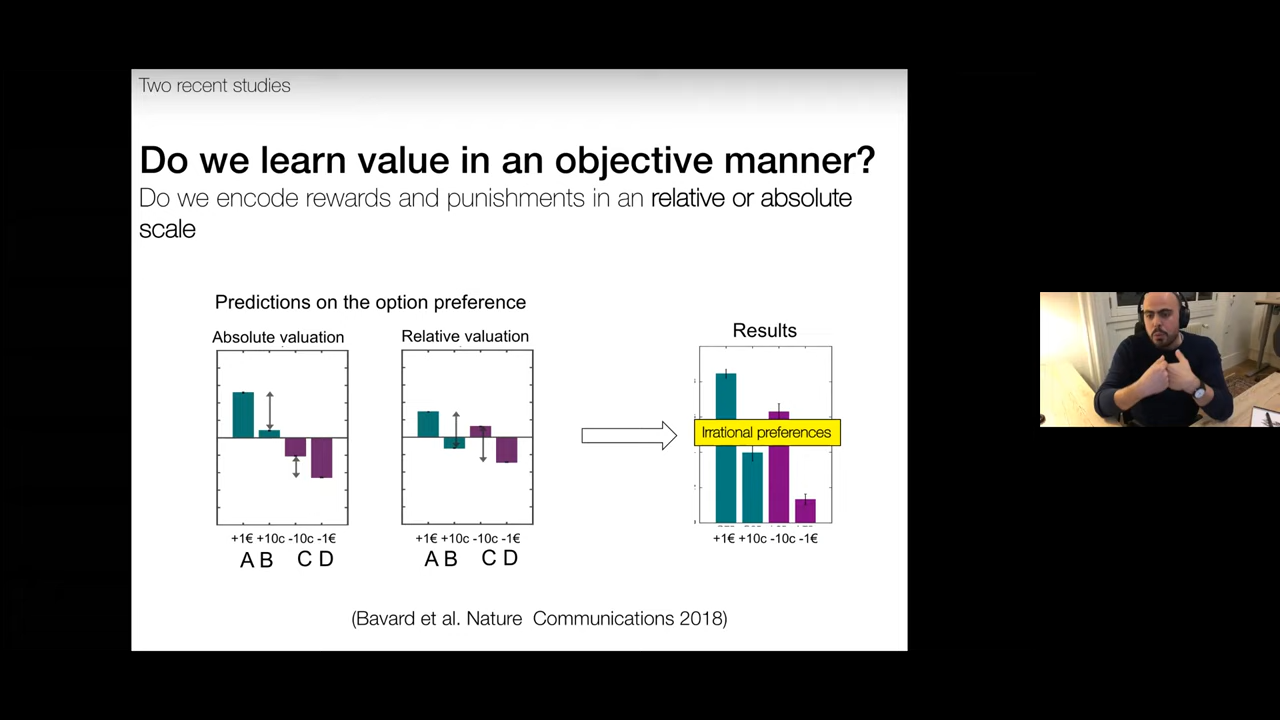 Two recent studies
Do we learn value in an objective manner?
Do we encode rewards and punishments in an relative or absolute
scale
Predictions on the option preference
Absolute valuation
Relative valuation
Results
Irrational preferences
+1€ +10c -10c -1€
+1€ +10c -10c -1€
+1€ +10c -10c -1€
A B C D
A B C D
(Bavard et al. Nature Communications 2018)